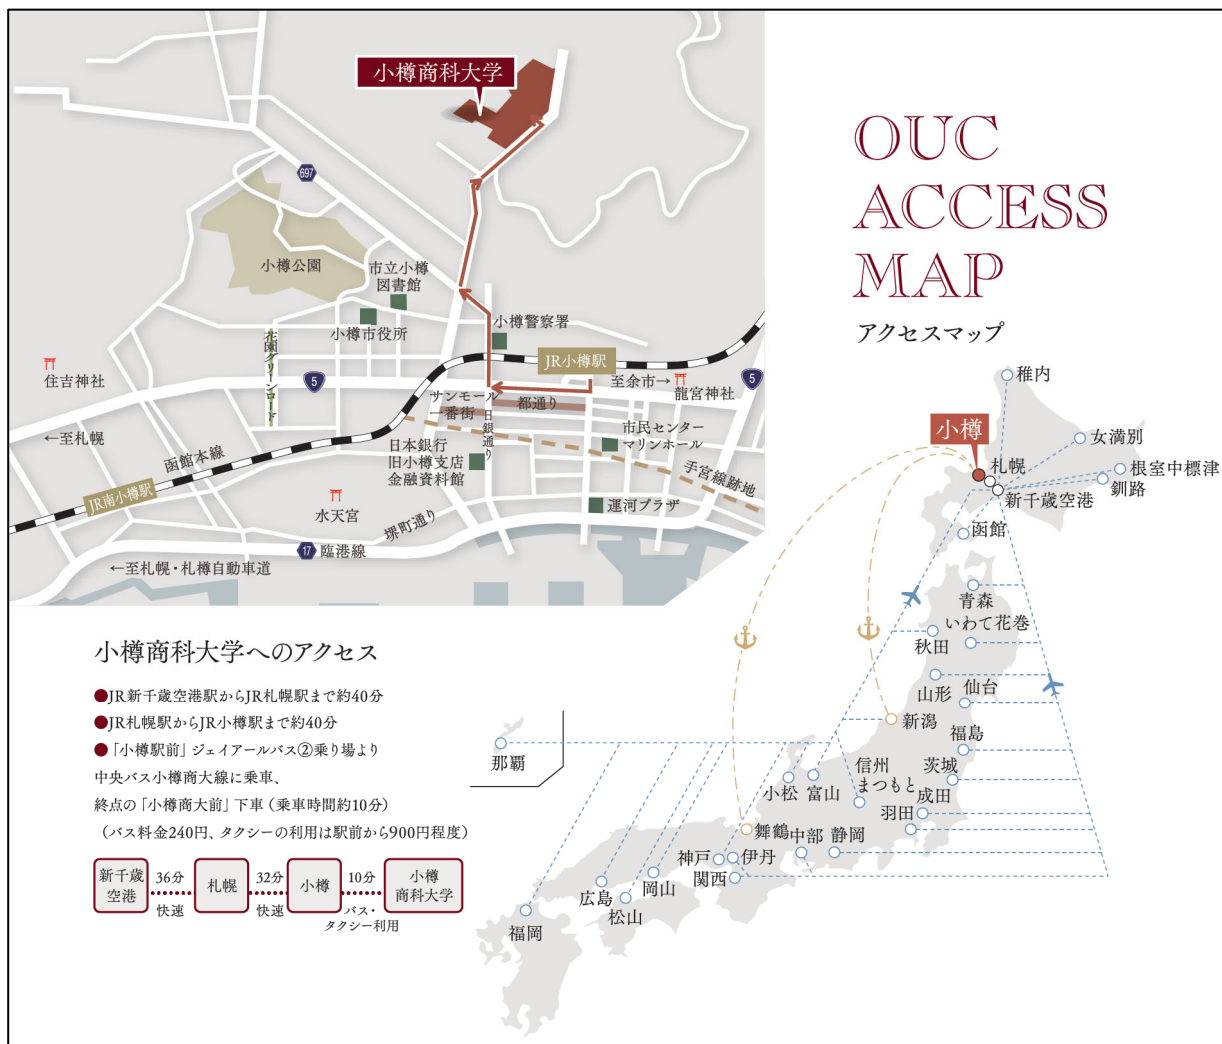 小樽商科大学
697
小樽公園
市立小樽
図書館
小樽市役所
小樽警察署
花園グリーンロード
JR小樽駅
住吉神社
5
至余市→
龍宮神社
5
サンモール
一番街
都通り
日銀通り
←至札幌
函館本線
市民センター
マリンホール
日本銀行
旧小樽支店
金融資料館
手宮線跡地
JR南小樽駅
水天宮
堺町通り
運河プラザ
17
臨港線
←至札幌・札樽自動車道
OUC
ACCESS
MAP
アクセスマップ
稚内
小樽
札幌
女満別
根室中標津
釧路
新千歳空港
函館
青森
いわて花巻
秋田
山形
仙台
新潟
福島
那覇
小松
富山
信州
まつもと
茨城
成田
羽田
舞鶴
中部
静岡
神戸
伊丹
関西
岡山
広島
松山
福岡
小樽商科大学へのアクセス
●JR新千歳空港駅からJR札幌駅まで約40分
●JR札幌駅からJR小樽駅まで約40分
●「小樽駅前」ジェイアールバス②乗り場より
中央バス小樽商大線に乗車、
終点の「小樽商大前」下車（乗車時間約10分）
（バス料金240円、タクシーの利用は駅前から900円程度）
新千歳
空港
36分
快速
札幌
32分
快速
小樽
10分
バス・
タクシー利用
小樽
商科大学